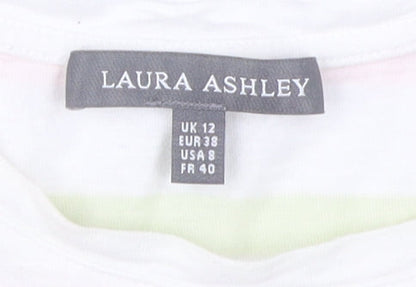 LAURA ASHLEY
UK 12
EUR 38
USA 8
FR 40